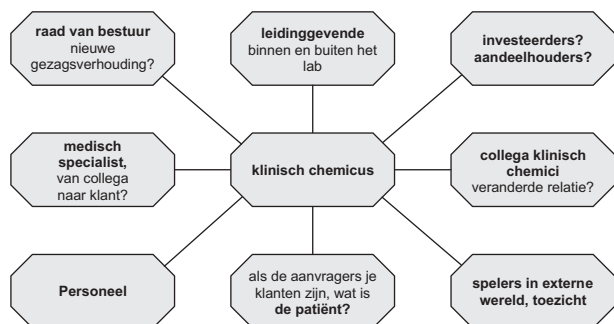 raad van bestuur
nieuwe
gezagsverhouding?
leidinggevende
binnen en buiten het
lab
investeerders?
aandeelhouders?
medisch
specialist,
van collega
naar klant?
klinisch chemicus
collega klinisch
chemici
veranderde relatie?
Personeel
als de aanvragers je
klanten zijn, wat is
de patiënt?
spelers in externe
wereld, toezicht